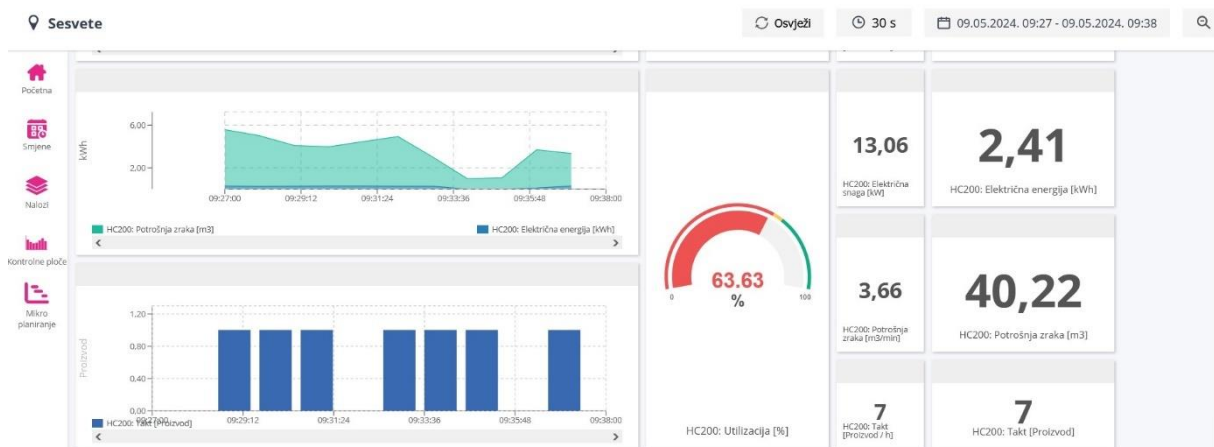 Sesvete
Osvježi
30 s
09.05.2024. 09:27 - 09.05.2024. 09:38
Početna
Smjene
Nalozi
Kontrolne ploče
Mikro
planiranje
kWh
6,00
2,00
09:27:00 09:29:12 09:31:24 09:33:36 09:35:48 09:38:00
HC200: Potrošnja zraka [m3]
HC200: Električna energija [kWh]
Proizvod
1,20
0,80
0,40
0,00
09:27:00 09:29:12 09:31:24 09:33:36 09:35:48 09:38:00
HC200: Takt [Proizvod]
63.63
%
0 100
HC200: Utilizacija [%]
13,06
HC200: Električna
snaga [kW]
2,41
HC200: Električna energija [kWh]
3,66
HC200: Potrošnja
zraka [m3/min]
40,22
HC200: Potrošnja zraka [m3]
7
HC200: Takt
[Proizvod / h]
7
HC200: Takt [Proizvod]